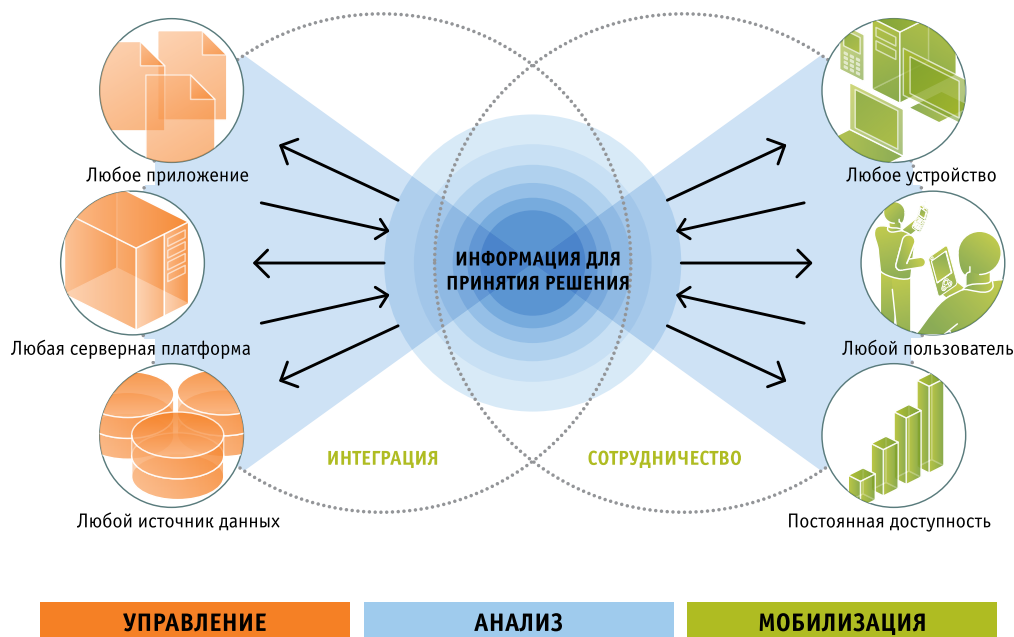 Любое приложение
Любое устройство
ИНФОРМАЦИЯ ДЛЯ
ПРИНЯТИЯ РЕШЕНИЯ
Любая серверная платформа
Любой пользователь
ИНТЕГРАЦИЯ
СОТРУДНИЧЕСТВО
Любой источник данных
Постоянная доступность
УПРАВЛЕНИЕ
АНАЛИЗ
МОБИЛИЗАЦИЯ